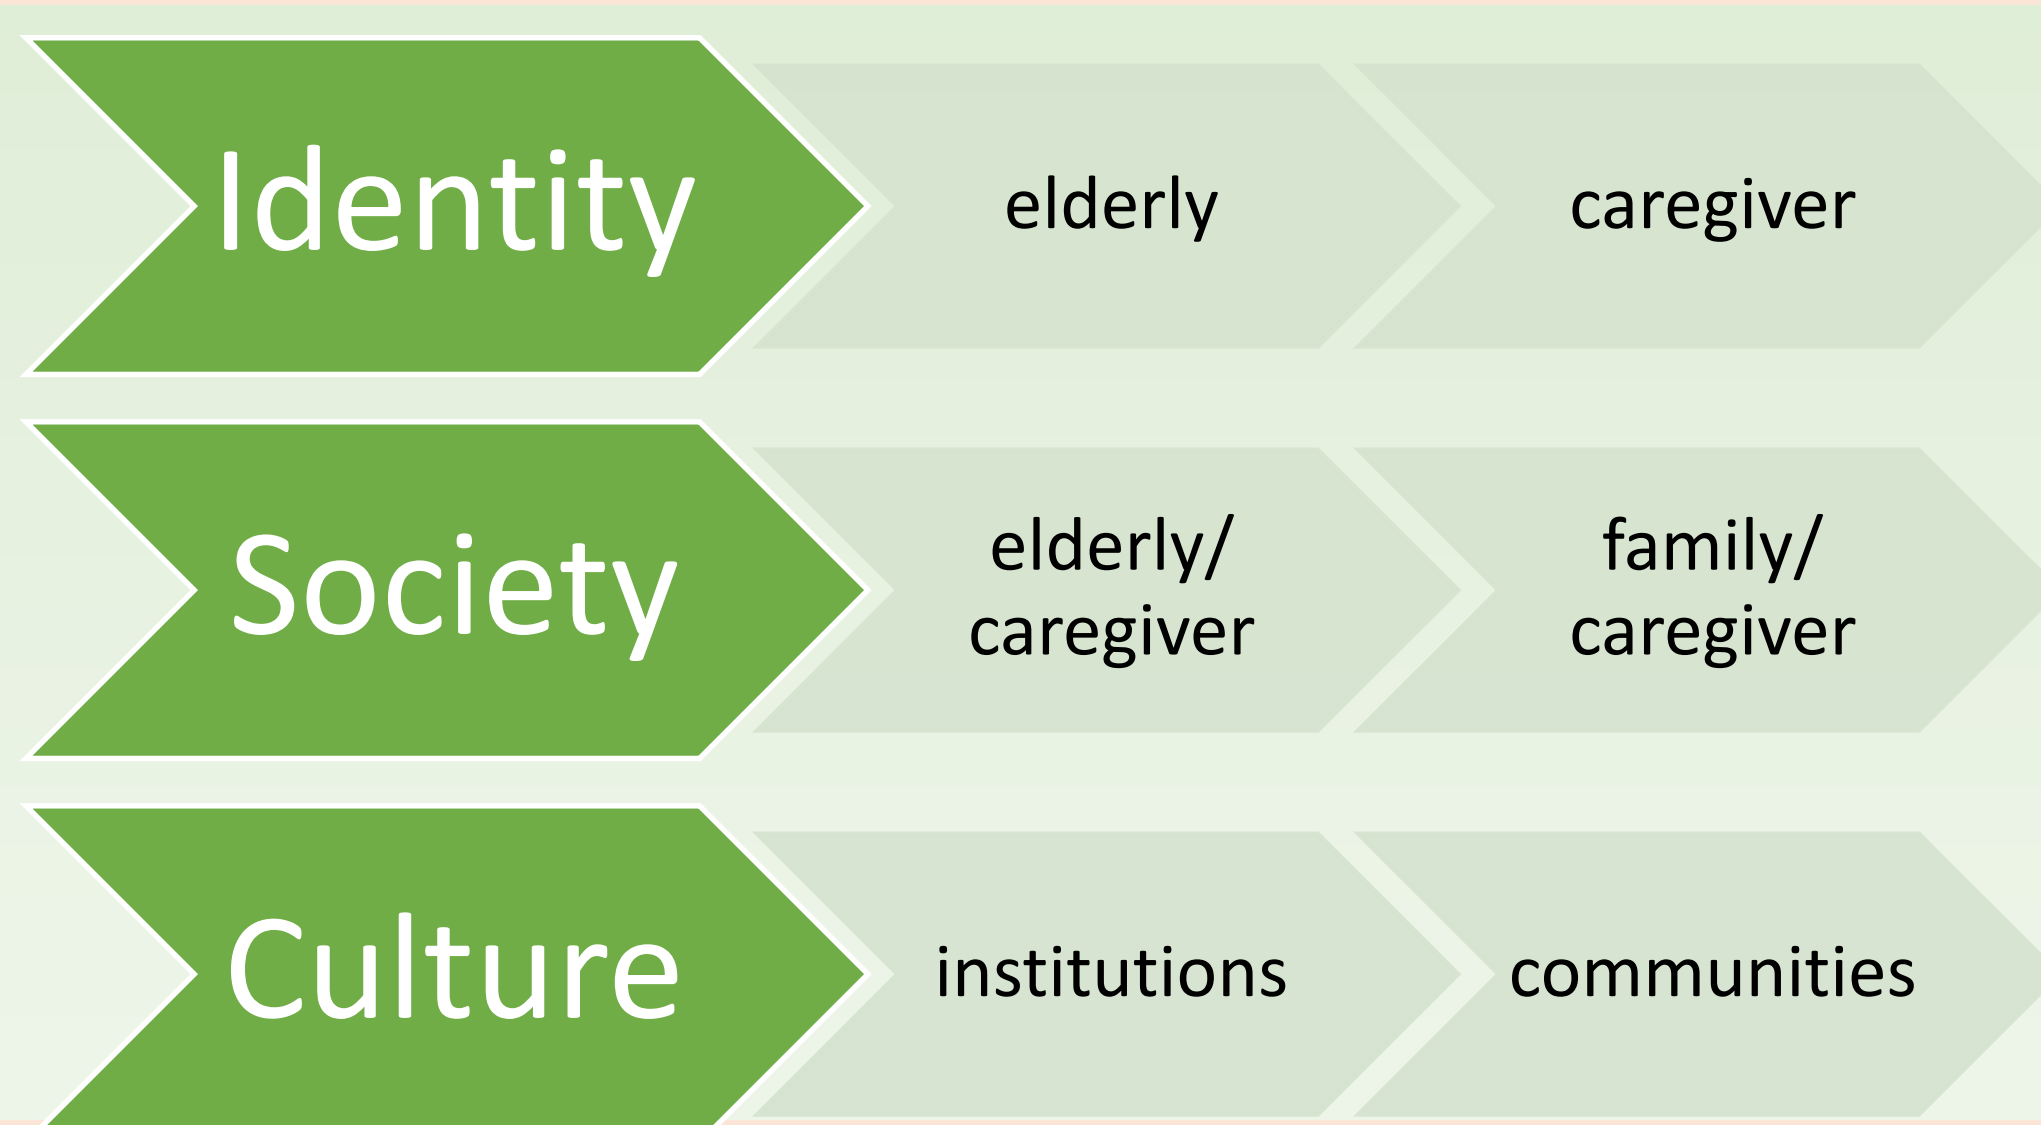 Identity
elderly
caregiver
Society
elderly/
caregiver
family/
caregiver
Culture
institutions
communities